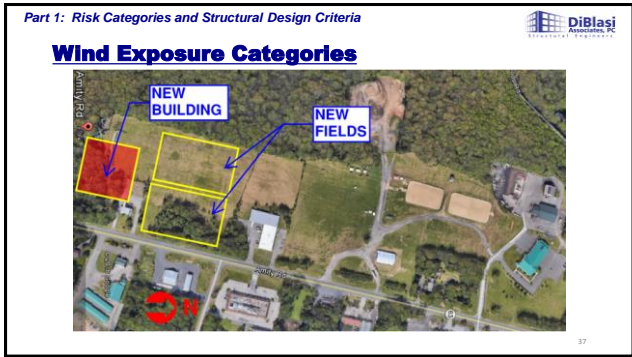 Part 1: Risk Categories and Structural Design Criteria
DiBlasi
Associates, PC
Structural Engineers
Wind Exposure Categories
Amity Rd
NEW
BUILDING
NEW
FIELDS
Amity Rd
N
37